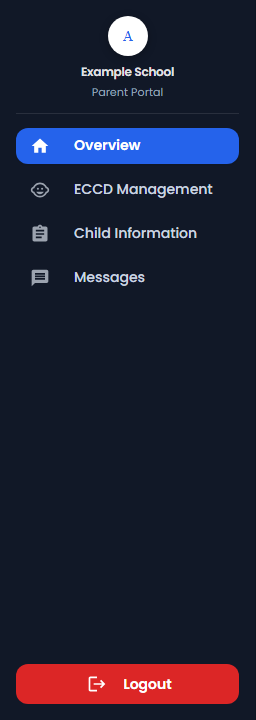 A
Example School
Parent Portal
Overview
ECCD Management
Child Information
Messages
Logout